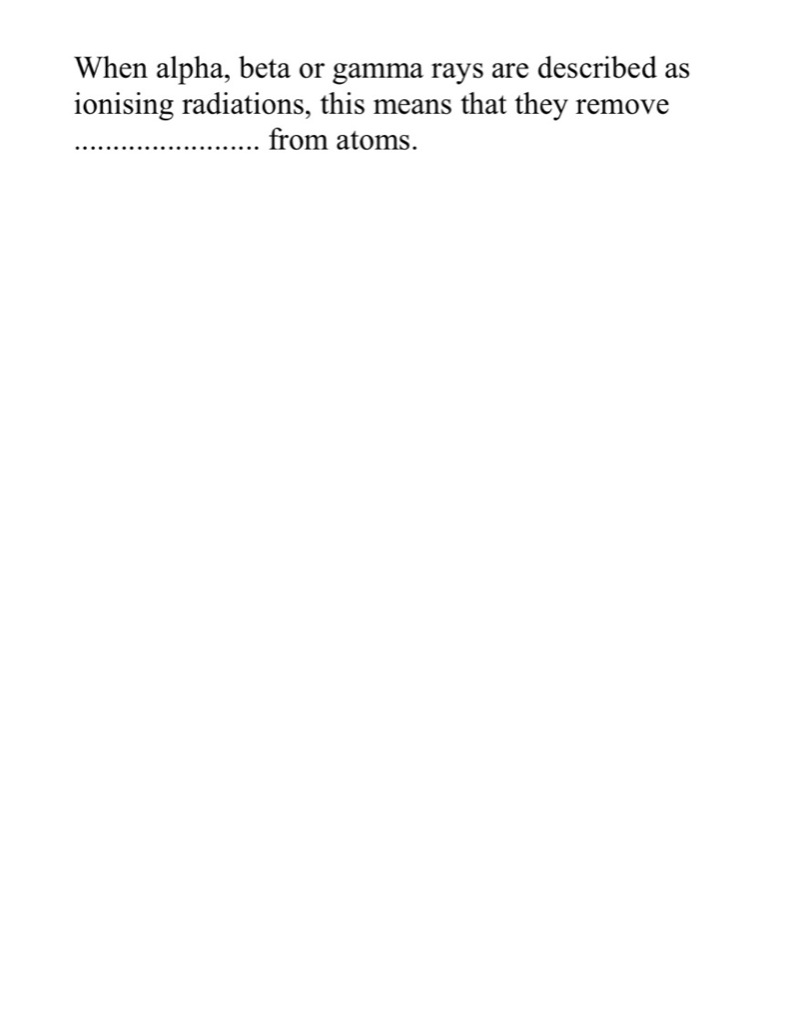 When alpha, beta or gamma rays are described as
ionising radiations, this means that they remove
........................ from atoms.